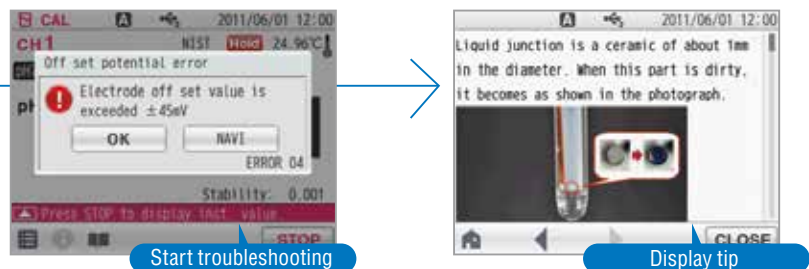 CAL A 2011/06/01 12:00
CH1 NIST Hold 24.96℃
Off set potential error
Electrode off set value is
exceeded ±45mV
OK NAVI
ERROR 04
Stability: 0.001
Press STOP to display inst value
STOP
Start troubleshooting
A 2011/06/01 12:00
Liquid junction is a ceramic of about 1mm
in the diameter. When this part is dirty,
it becomes as shown in the photograph.
CLOSE
Display tip